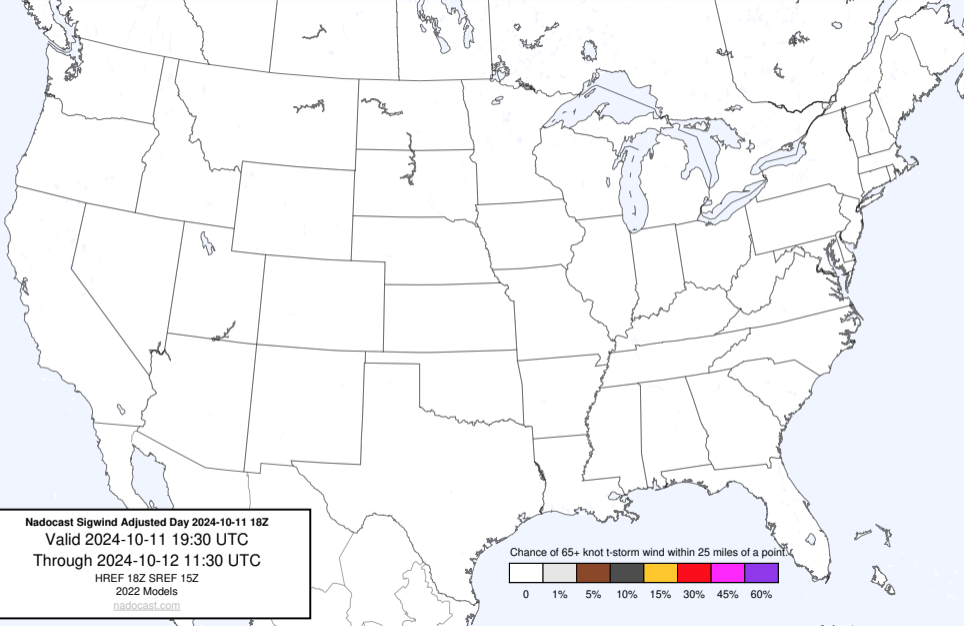 Nadocast Sigwind Adjusted Day 2024-10-11 18Z
Valid 2024-10-11 19:30 UTC
Through 2024-10-12 11:30 UTC
HREF 18Z SREF 15Z
2022 Models
nadocast.com
Chance of 65+ knot t-storm wind within 25 miles of a point.
0 1% 5% 10% 15% 30% 45% 60%